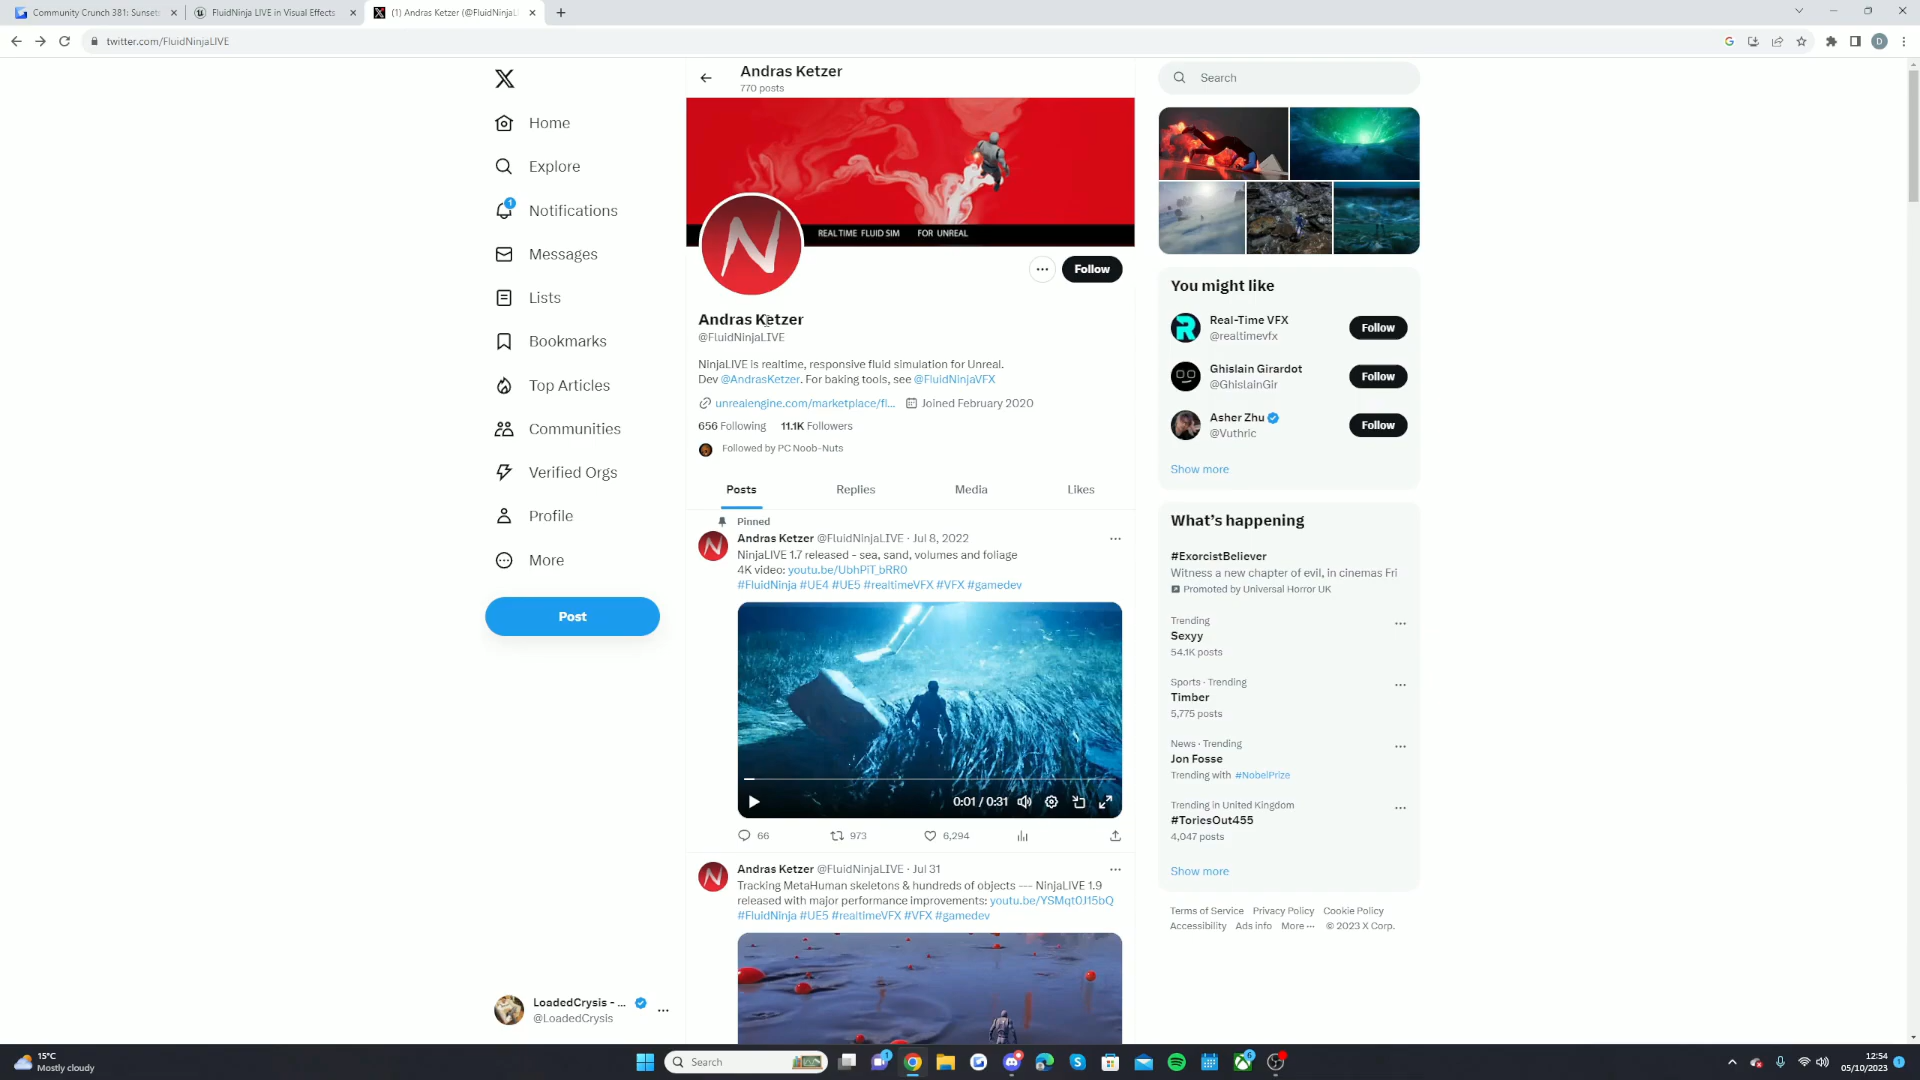 Community Crunch 381: Sunset:
FluidNinja LIVE in Visual Effects
(1) Andras Ketzer (@FluidNinjaL
twitter.com/FluidNinjaLIVE
D
X
Home
Explore
1
Notifications
Messages
Lists
Bookmarks
Top Articles
Communities
Verified Orgs
Profile
More
Post
LoadedCrysis - ...
@LoadedCrysis
Andras Ketzer
770 posts
REALTIME FLUID SIM FOR UNREAL
N
Follow
Andras Ketzer
@FluidNinjaLIVE
NinjaLIVE is realtime, responsive fluid simulation for Unreal.
Dev @AndrasKetzer. For baking tools, see @FluidNinjaVFX
unrealengine.com/marketplace/fl... Joined February 2020
656 Following 11.1K Followers
Followed by PC Noob-Nuts
Posts Replies Media Likes
Pinned
Andras Ketzer @FluidNinjaLIVE · Jul 8, 2022
NinjaLIVE 1.7 released - sea, sand, volumes and foliage
4K video: youtu.be/UbhPiT_bRR0
#FluidNinja #UE4 #UE5 #realtimeVFX #VFX #gamedev
0:01 / 0:31
66 973 6,294
Andras Ketzer @FluidNinjaLIVE · Jul 31
Tracking MetaHuman skeletons & hundreds of objects --- NinjaLIVE 1.9
released with major performance improvements: youtu.be/YSMqt0J15bQ
#FluidNinja #UE5 #realtimeVFX #VFX #gamedev
Search
You might like
Real-Time VFX
@realtimevfx
Follow
Ghislain Girardot
@GhislainGir
Follow
Asher Zhu
@Vuthric
Follow
Show more
What's happening
#ExorcistBeliever
Witness a new chapter of evil, in cinemas Fri
Promoted by Universal Horror UK
Trending
Sexyy
54.1K posts
Sports · Trending
Timber
5,775 posts
News · Trending
Jon Fosse
Trending with #NobelPrize
Trending in United Kingdom
#ToriesOut455
4,047 posts
Show more
Terms of Service Privacy Policy Cookie Policy
Accessibility Ads info More ··· © 2023 X Corp.
15°C
Mostly cloudy
Search
12:54
05/10/2023